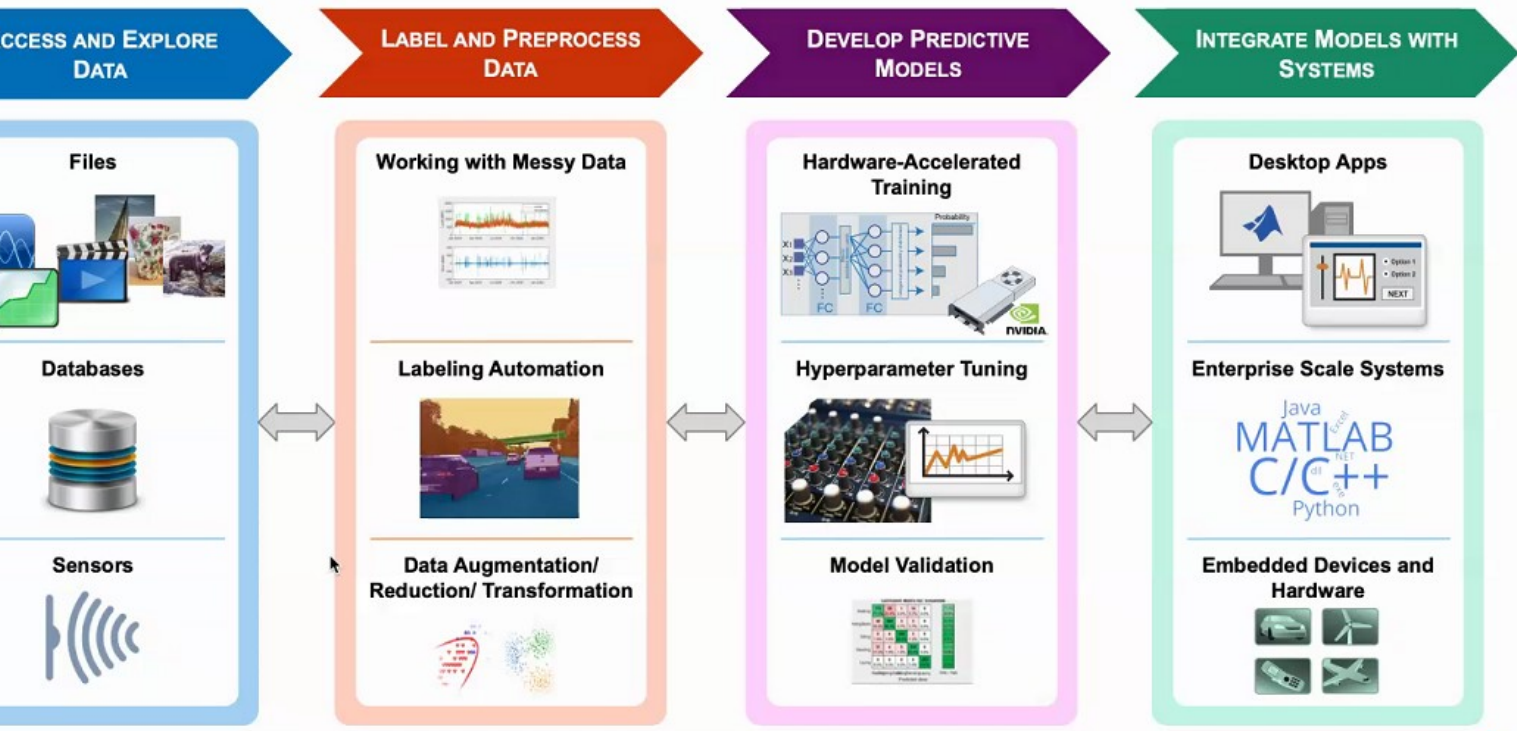 CCESS AND EXPLORE
DATA
LABEL AND PREPROCESS
DATA
DEVELOP PREDICTIVE
MODELS
INTEGRATE MODELS WITH
SYSTEMS
Files
Databases
Sensors
Working with Messy Data
Labeling Automation
Data Augmentation/
Reduction/ Transformation
Hardware-Accelerated
Training
Probability
X1
X2
X3
FC
FC
NVIDIA
Hyperparameter Tuning
Model Validation
Desktop Apps
Option 1
Option 2
NEXT
Enterprise Scale Systems
Java
Excel
MATLAB
.NET
C/C++
dll
exe
Python
Embedded Devices and
Hardware